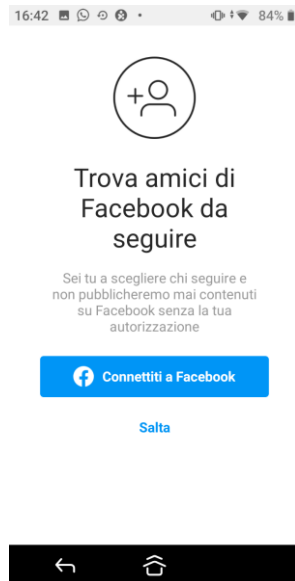 16:42 84%
Trova amici di
Facebook da
seguire
Sei tu a scegliere chi seguire e
non pubblicheremo mai contenuti
su Facebook senza la tua
autorizzazione
Connettiti a Facebook
Salta